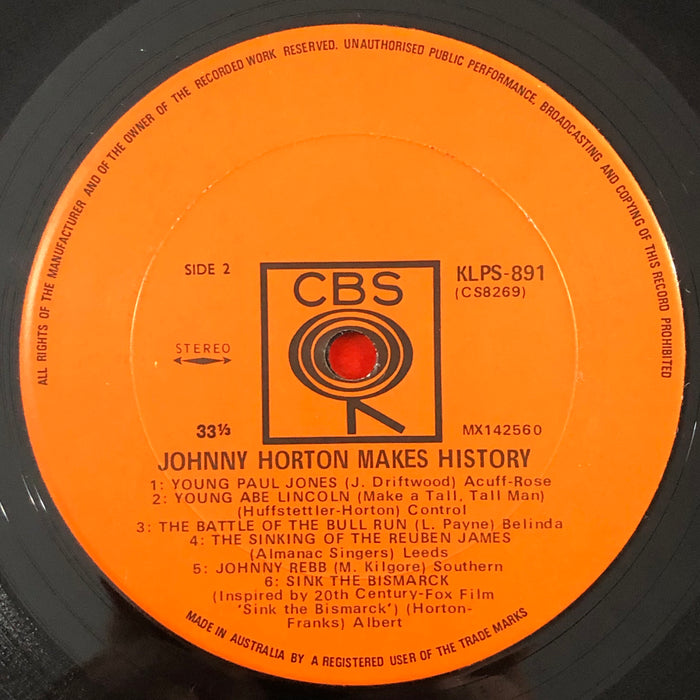 ALL RIGHTS OF THE MANUFACTURER AND OF THE OWNER OF THE RECORDED WORK RESERVED. UNAUTHORISED PUBLIC PERFORMANCE, BROADCASTING AND COPYING OF THIS RECORD PROHIBITED
SIDE 2
CBS
KLPS-891
(CS8269)
STEREO
33⅓
MX142560
JOHNNY HORTON MAKES HISTORY
1: YOUNG PAUL JONES (J. Driftwood) Acuff-Rose
2: YOUNG ABE LINCOLN (Make a Tall, Tall Man)
(Huffstettler-Horton) Control
3: THE BATTLE OF THE BULL RUN (L. Payne) Belinda
4: THE SINKING OF THE REUBEN JAMES
(Almanac Singers) Leeds
5: JOHNNY REBB (M. Kilgore) Southern
6: SINK THE BISMARCK
(Inspired by 20th Century-Fox Film
'Sink the Bismarck') (Horton-
Franks) Albert
MADE IN AUSTRALIA BY A REGISTERED USER OF THE TRADE MARKS